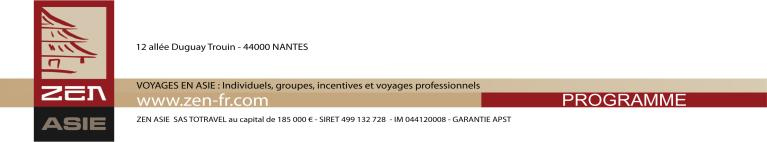 12 allée Duguay Trouin - 44000 NANTES
VOYAGES EN ASIE : Individuels, groupes, incentives et voyages professionnels
ZEN
www.zen-fr.com
PROGRAMME
ASIE
ZEN ASIE SAS TOTRAVEL au capital de 185 000 € - SIRET 499 132 728 - IM 044120008 - GARANTIE APST